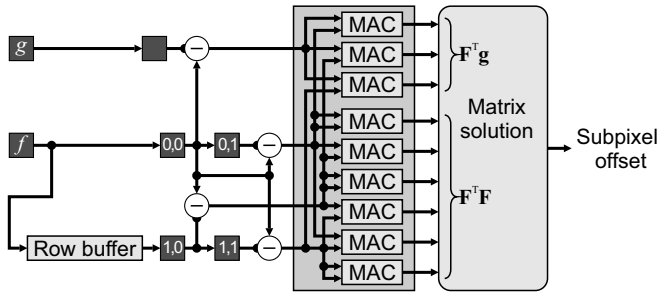 g
MAC
MAC
MAC
Fᵀg
f
0,0
0,1
MAC
MAC
MAC
MAC
MAC
MAC
FᵀF
Matrix
solution
Subpixel
offset
Row buffer
1,0
1,1